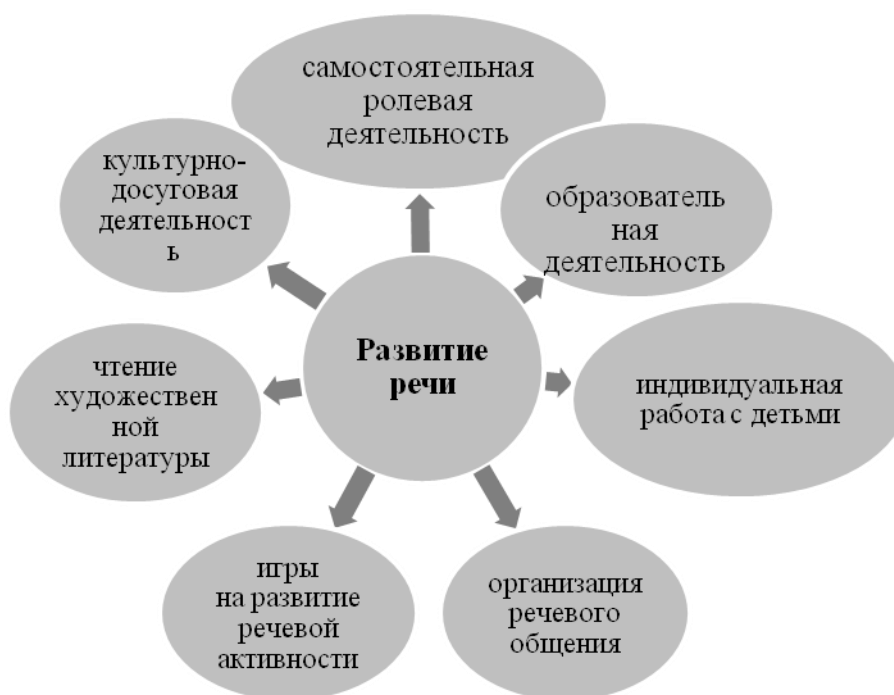 самостоятельная
ролевая
деятельность
культурно-
досуговая
деятельност
ь
образователь
ная
деятельность
Развитие
речи
чтение
художествен
ной
литературы
индивидуальная
работа с детьми
игры
на развитие
речевой
активности
организация
речевого
общения